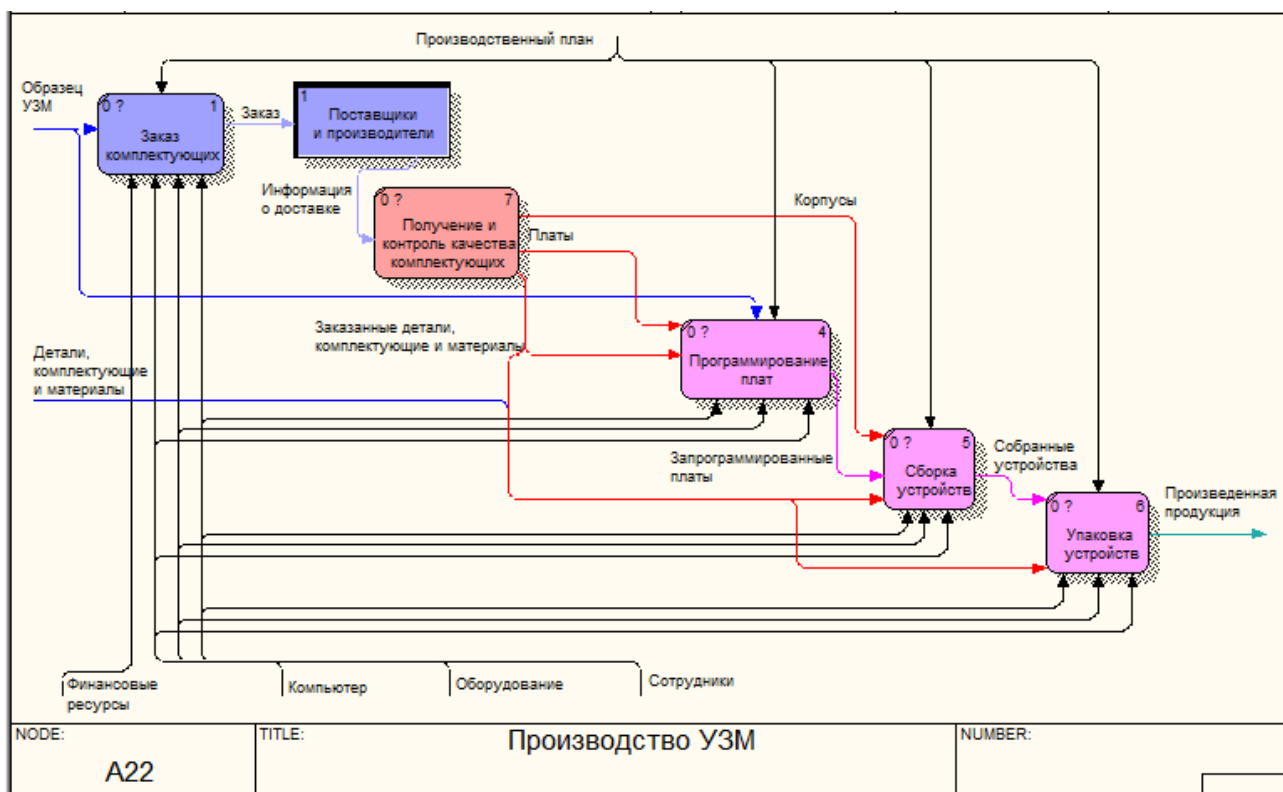 Производственный план
Образец
УЗМ
0 ?
1
Заказ
комплектующих
Заказ
1
Поставщики
и производители
Информация
о доставке
0 ?
7
Получение и
контроль качества
комплектующих
Корпусы
Платы
Заказанные детали,
комплектующие и материалы
0 ?
4
Программирование
плат
Детали,
комплектующие
и материалы
Запрограммированные
платы
0 ?
5
Сборка
устройств
Собранные
устройства
0 ?
6
Упаковка
устройств
Произведенная
продукция
Финансовые
ресурсы
Компьютер
Оборудование
Сотрудники
NODE:
A22
TITLE:
Производство УЗМ
NUMBER: